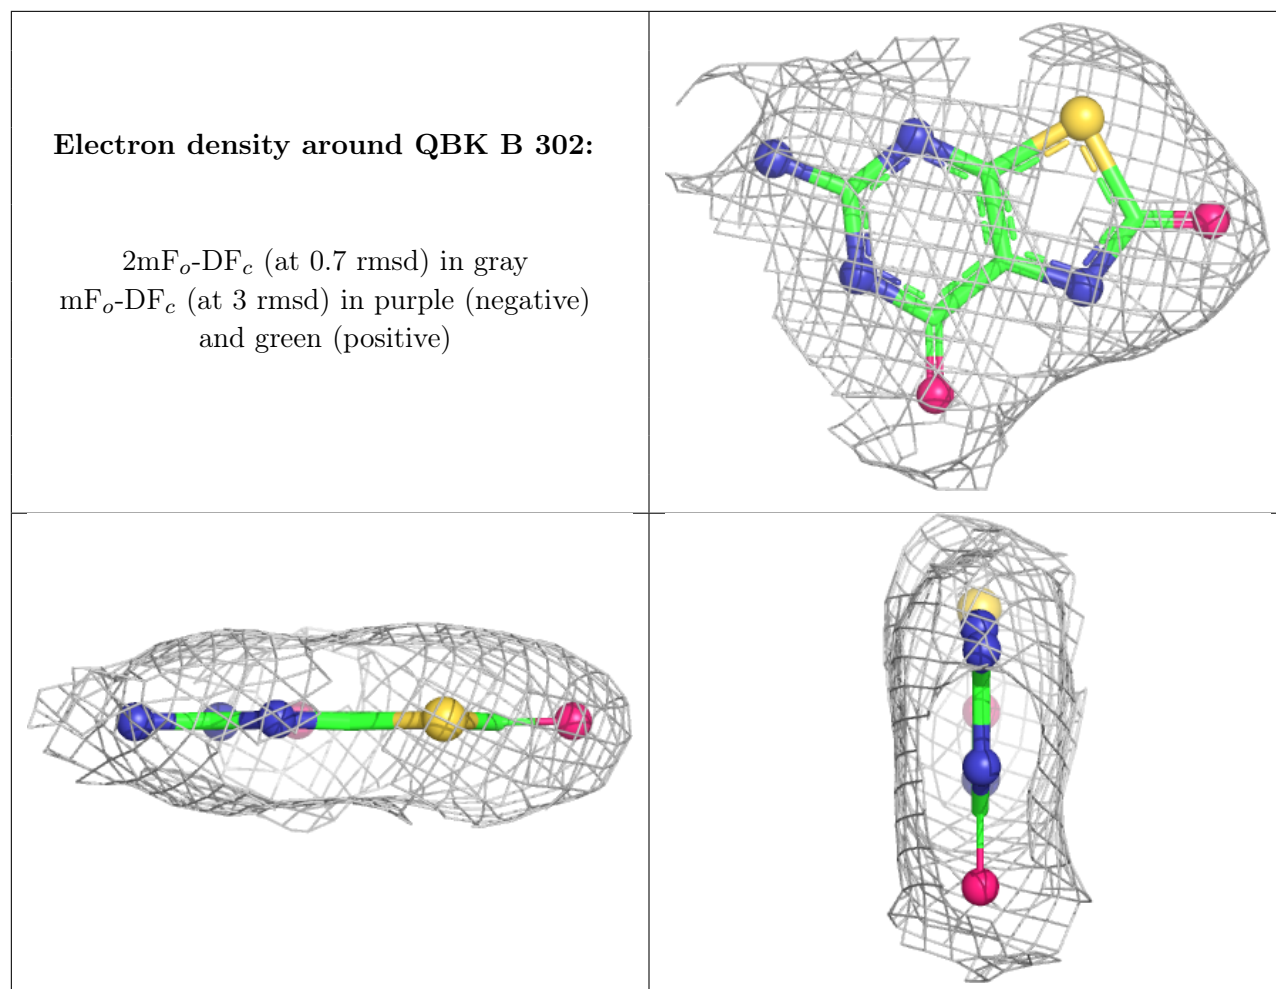 Electron density around QBK B 302:
2mFₒ-DF𝒸 (at 0.7 rmsd) in gray
mFₒ-DF𝒸 (at 3 rmsd) in purple (negative)
and green (positive)